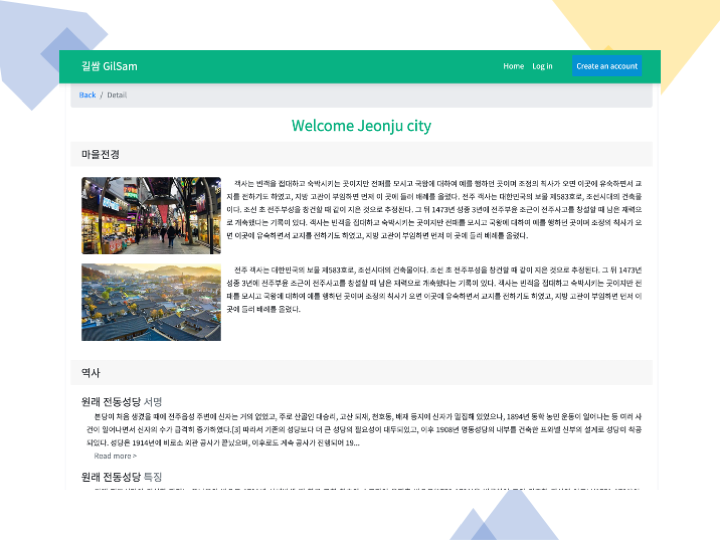 길쌈 GilSam
Home Log in Create an account
Back / Detail
Welcome Jeonju city
마을전경
객사는 빈객을 접대하고 숙박시키는 곳이지만 전패를 모시고 국왕에 대하여 예를 행하던 곳이며 조정의 칙사가 오면 이곳에 유숙하면서 교
지를 전하기도 하였고, 지방 고관이 부임하면 먼저 이 곳에 들러 배례를 올렸다. 전주 객사는 대한민국의 보물 제583호로, 조선시대의 건축물
이다. 조선 초 전주부성을 창건할 때 같이 지은 것으로 추정된다. 그 뒤 1473년 성종 3년에 전주부윤 조근이 전주사고를 창설할 때 남은 재력으
로 개축했다는 기록이 있다. 객사는 빈객을 접대하고 숙박시키는 곳이지만 전패를 모시고 국왕에 대하여 예를 행하던 곳이며 조정의 칙사가 오
면 이곳에 유숙하면서 교지를 전하기도 하였고, 지방 고관이 부임하면 먼저 이 곳에 들러 배례를 올렸다.
전주 객사는 대한민국의 보물 제583호로, 조선시대의 건축물이다. 조선 초 전주부성을 창건할 때 같이 지은 것으로 추정된다. 그 뒤 1473년
성종 3년에 전주부윤 조근이 전주사고를 창설할 때 남은 재력으로 개축했다는 기록이 있다. 객사는 빈객을 접대하고 숙박시키는 곳이지만 전
패를 모시고 국왕에 대하여 예를 행하던 곳이며 조정의 칙사가 오면 이곳에 유숙하면서 교지를 전하기도 하였고, 지방 고관이 부임하면 먼저 이
곳에 들러 배례를 올렸다.
역사
원래 전동성당 서명
본당이 처음 생겼을 때에 전주읍성 주변에 신자는 거의 없었고, 주로 산골인 대승리, 고산 되재, 천호동, 배재 등지에 신자가 밀집해 있었으나, 1894년 동학 농민 운동이 일어나는 등 여러 사
건이 일어나면서 신자의 수가 급격히 증가하였다.[3] 따라서 기존의 성당보다 더 큰 성당의 필요성이 대두되었고, 이후 1908년 명동성당의 내부를 건축한 프와넬 신부의 설계로 성당이 착공
되었다. 성당은 1914년에 비로소 외관 공사가 끝났으며, 이후로도 계속 공사가 진행되어 19...
Read more >
원래 전동성당 특징